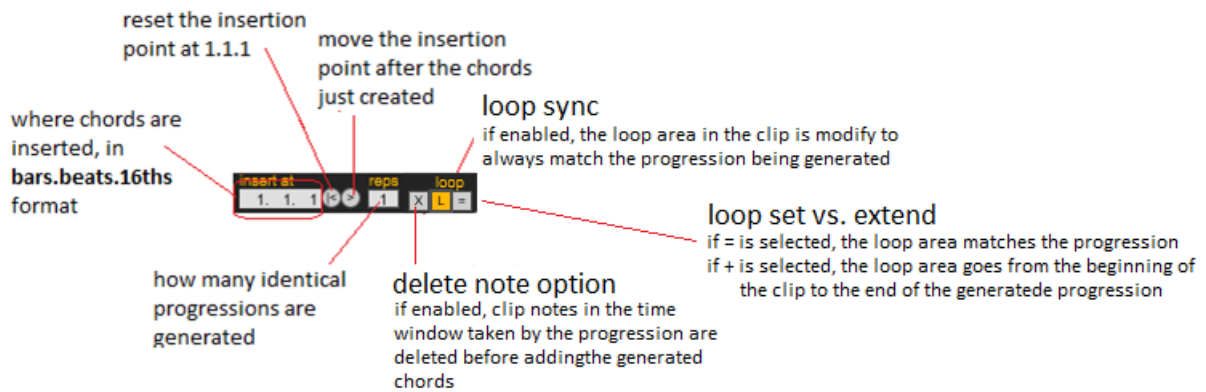 reset the insertion
point at 1.1.1
move the insertion
point after the chords
just created
where chords are
inserted, in
bars.beats.16ths
format
loop sync
if enabled, the loop area in the clip is modify to
always match the progression being generated
insert at reps loop
1. 1. 1 |< > 1 X L =
loop set vs. extend
if = is selected, the loop area matches the progression
if + is selected, the loop area goes from the beginning of
the clip to the end of the generatede progression
how many identical
progressions are
generated
delete note option
if enabled, clip notes in the time
window taken by the progression are
deleted before addingthe generated
chords